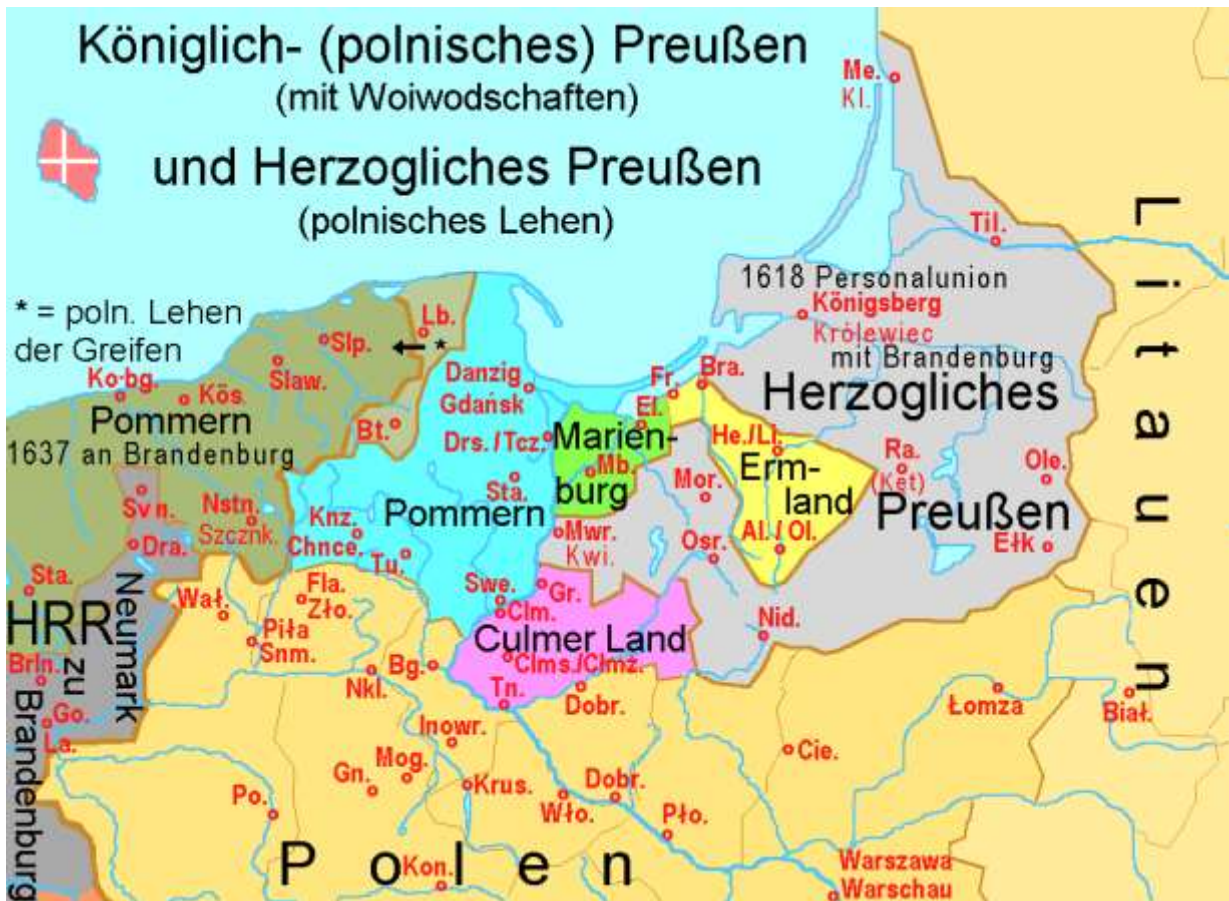 Königlich- (polnisches) Preußen
(mit Woiwodschaften)
und Herzogliches Preußen
(polnisches Lehen)
Me.
Kl.
Litauen
Til.
1618 Personalunion
Königsberg
Królewiec
mit Brandenburg
Herzogliches
Preußen
* = poln. Lehen
der Greifen
Lb.
*
Slp.
Slaw.
Ko·bg.
Kös.
Pommern
1637 an Brandenburg
Bt.
Danzig
Gdańsk
Drs. / Tcz.
Fr.
Bra.
El.
Marien-
burg
Mb.
He./Li.
Erm-
land
Al. / Ol.
Ra.
(Kęt)
Ole.
Ełk
Mor.
Osr.
Sta.
Pommern
Knz.
Chnce.
Tu.
Svn.
Nstn.
Szcznk.
Dra.
Mwr.
Kwi.
Swe.
Clm.
Gr.
Culmer Land
Clms./Clmż.
Tn.
Nid.
Sta.
HRR
zu
Brandenburg
Neumark
Brln.
Go.
La.
Wał.
Fla.
Zło.
Piła
Snm.
Nkl.
Bg.
Dobr.
Łomza
Biał.
Inowr.
Mog.
Gn.
Krus.
Cie.
Po.
Wło.
Dobr.
Pło.
Polen
Kon.
Warszawa
Warschau